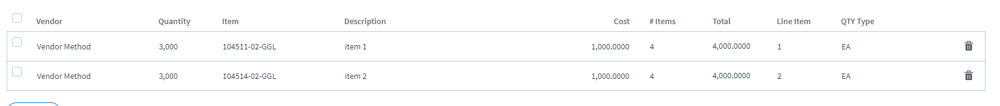 Vendor Quantity Item Description Cost # Items Total Line Item QTY Type
Vendor Method 3,000 104511-02-GGL item 1 1,000.0000 4 4,000.0000 1 EA
Vendor Method 3,000 104514-02-GGL item 2 1,000.0000 4 4,000.0000 2 EA